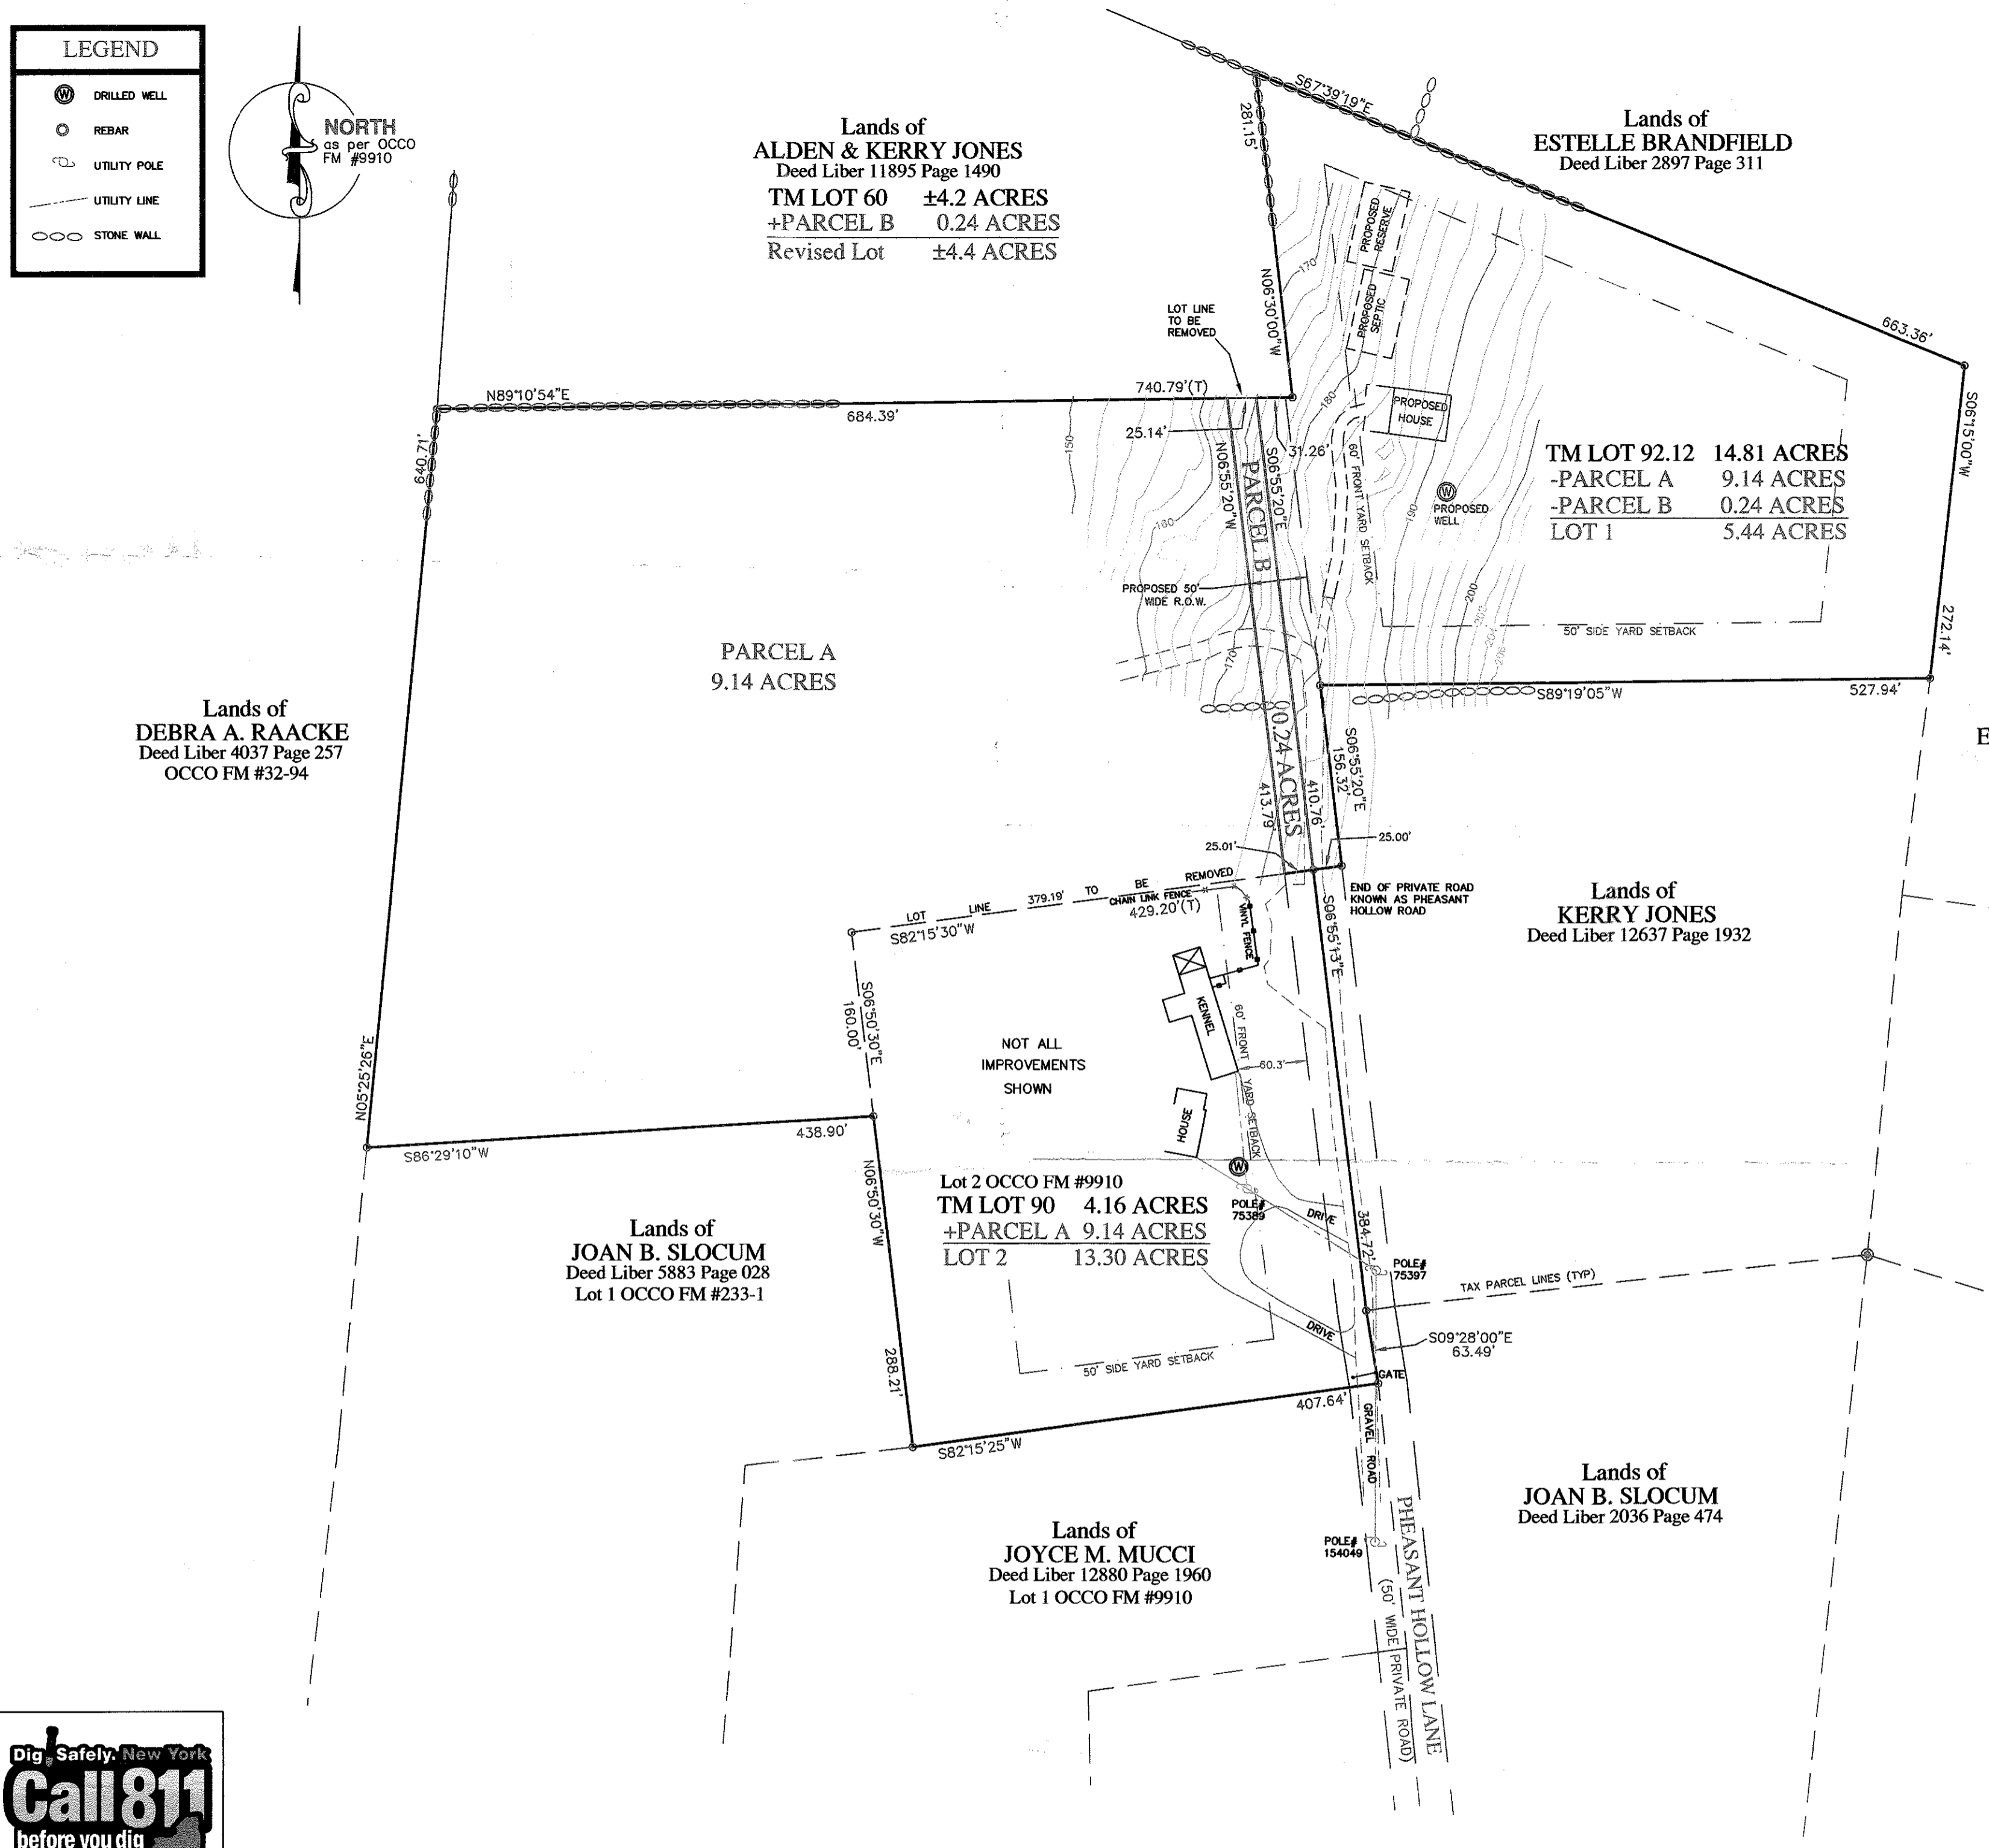 LEGEND
DRILLED WELL
REBAR
UTILITY POLE
UTILITY LINE
STONE WALL
NORTH
as per OCCO
FM #9910
Lands of
ALDEN & KERRY JONES
Deed Liber 11895 Page 1490
TM LOT 60 ±4.2 ACRES
+PARCEL B 0.24 ACRES
Revised Lot ±4.4 ACRES
S67°39'19"E
281.15'
N06°30'00"W
Lands of
ESTELLE BRANDFIELD
Deed Liber 2897 Page 311
PROPOSED
RESERVE
PROPOSED
SEPTIC
170
LOT LINE
TO BE
REMOVED
663.36'
S06°15'00"W
272.14'
N89°10'54"E
740.79'(T)
684.39'
25.14'
31.26'
180
PROPOSED
HOUSE
640.71'
150
160
N06°55'20"W
S06°55'20"E
PARCEL B
60' FRONT YARD SETBACK
W
PROPOSED
WELL
190
200
TM LOT 92.12 14.81 ACRES
-PARCEL A 9.14 ACRES
-PARCEL B 0.24 ACRES
LOT 1 5.44 ACRES
PROPOSED 50'
WIDE R.O.W.
50' SIDE YARD SETBACK
170
PARCEL A
9.14 ACRES
S89°19'05"W
527.94'
Lands of
DEBRA A. RAACKE
Deed Liber 4037 Page 257
OCCO FM #32-94
E
0.24 ACRES
413.79'
410.76'
S06°55'20"E
156.32'
25.01'
25.00'
LOT LINE 379.19' TO BE REMOVED
CHAIN LINK FENCE
429.20'(T)
S82°15'30"W
VINYL FENCE
END OF PRIVATE ROAD
KNOWN AS PHEASANT
HOLLOW ROAD
Lands of
KERRY JONES
Deed Liber 12637 Page 1932
S06°55'13"E
S06°50'30"E
160.00'
KENNEL
60' FRONT YARD SETBACK
60.3'
NOT ALL
IMPROVEMENTS
SHOWN
HOUSE
N05°25'26"E
S86°29'10"W
438.90'
N06°50'30"W
288.21'
W
Lot 2 OCCO FM #9910
TM LOT 90 4.16 ACRES
+PARCEL A 9.14 ACRES
LOT 2 13.30 ACRES
POLE#
75389
DRIVE
384.72'
POLE#
75397
TAX PARCEL LINES (TYP)
Lands of
JOAN B. SLOCUM
Deed Liber 5883 Page 028
Lot 1 OCCO FM #233-1
DRIVE
S09°28'00"E
63.49'
50' SIDE YARD SETBACK
GATE
407.64'
S82°15'25"W
GRAVEL ROAD
Lands of
JOAN B. SLOCUM
Deed Liber 2036 Page 474
Lands of
JOYCE M. MUCCI
Deed Liber 12880 Page 1960
Lot 1 OCCO FM #9910
POLE#
154049
PHEASANT HOLLOW LANE
(50' WIDE PRIVATE ROAD)
Dig Safely. New York
Call 811
before you dig